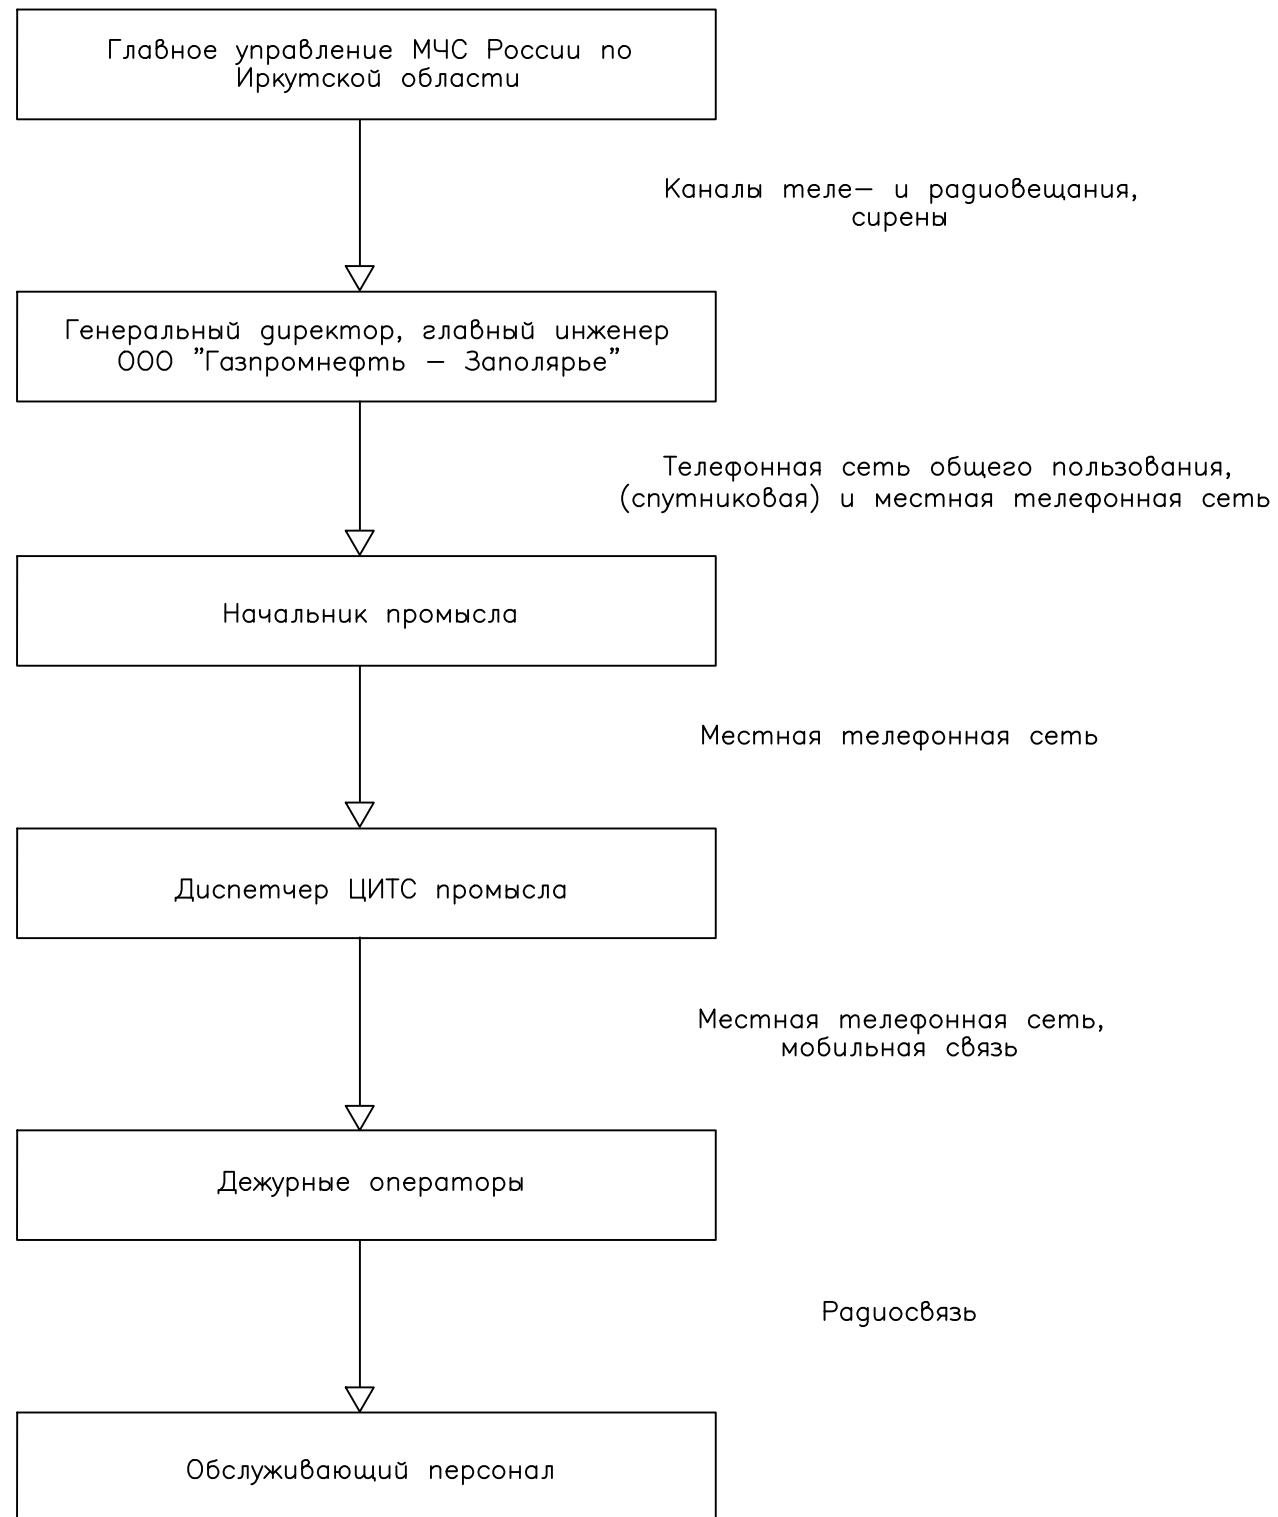 Главное управление МЧС России по
Иркутской области
Каналы теле– и радиовещания,
сирены
Генеральный директор, главный инженер
ООО "Газпромнефть – Заполярье"
Телефонная сеть общего пользования,
(спутниковая) и местная телефонная сеть
Начальник промысла
Местная телефонная сеть
Диспетчер ЦИТС промысла
Местная телефонная сеть,
мобильная связь
Дежурные операторы
Радиосвязь
Обслуживающий персонал